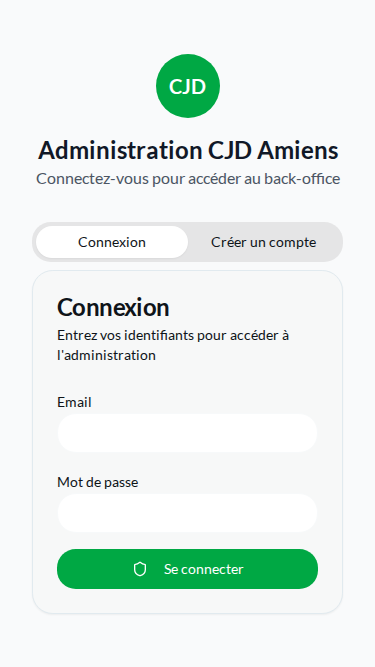 CJD
Administration CJD Amiens
Connectez-vous pour accéder au back-office
Connexion
Créer un compte
Connexion
Entrez vos identifiants pour accéder à
l'administration
Email
Mot de passe
Se connecter